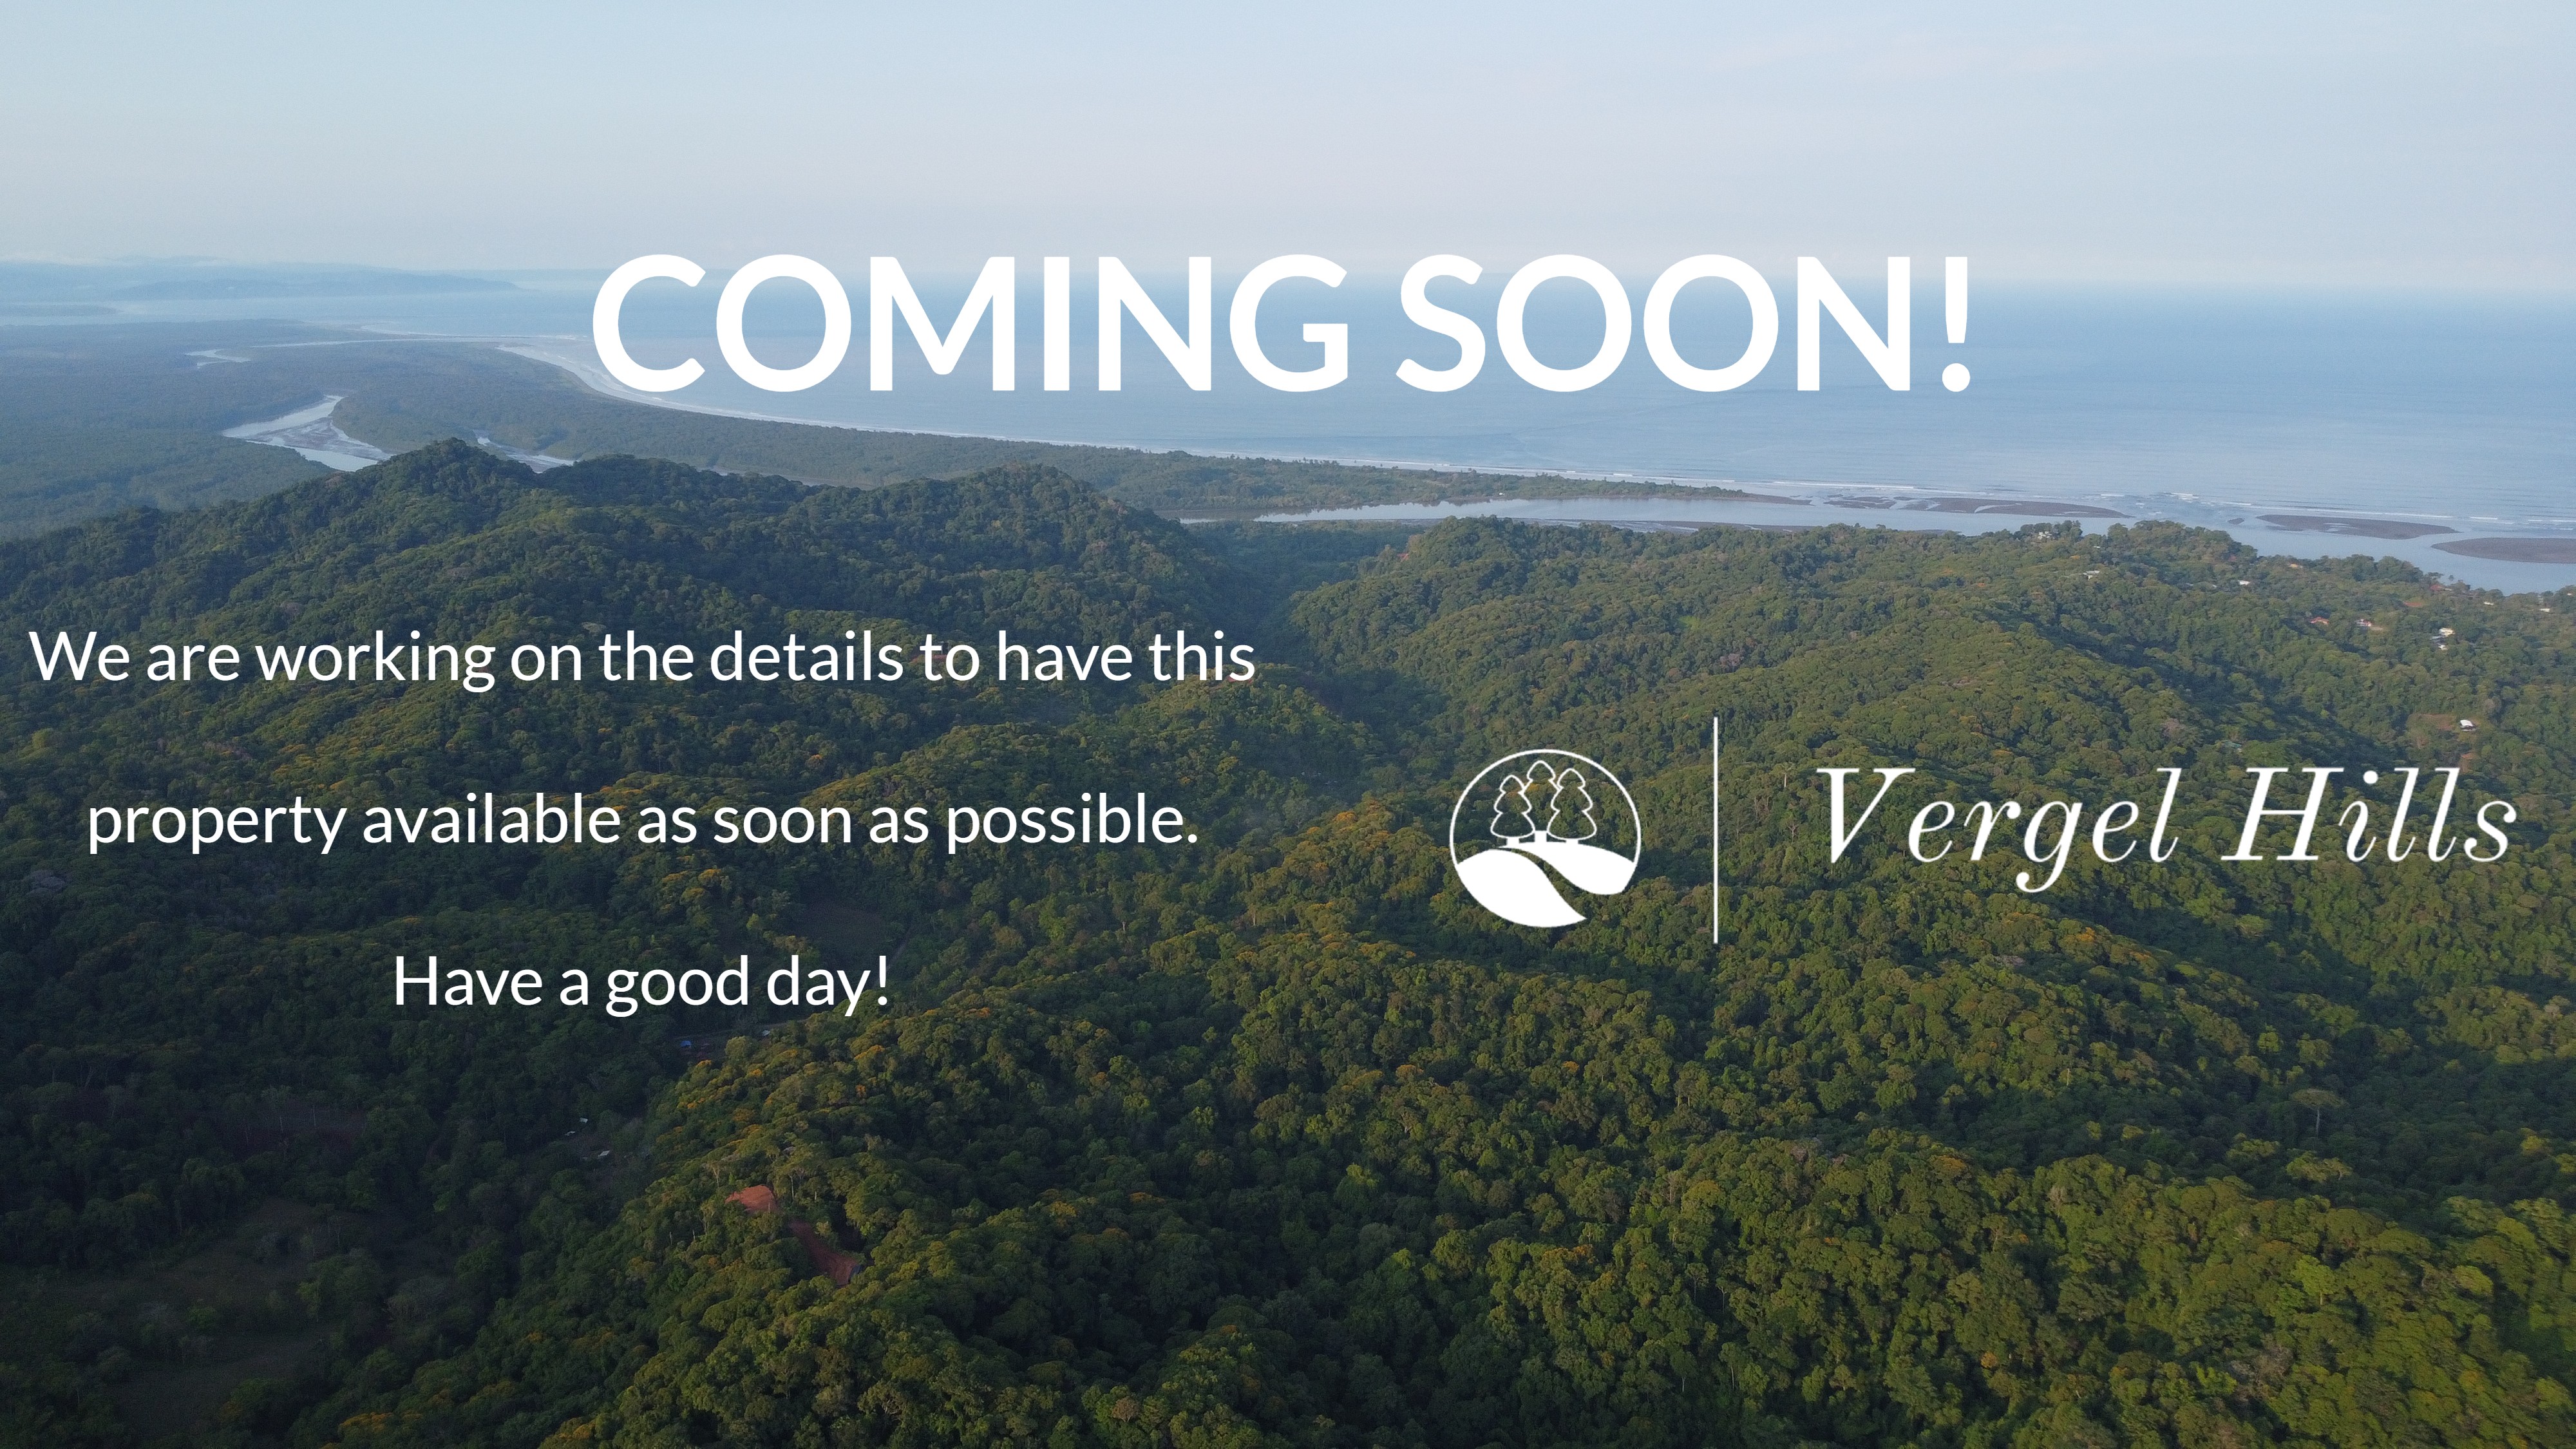 COMING SOON!
We are working on the details to have this
property available as soon as possible.
Have a good day!
Vergel Hills